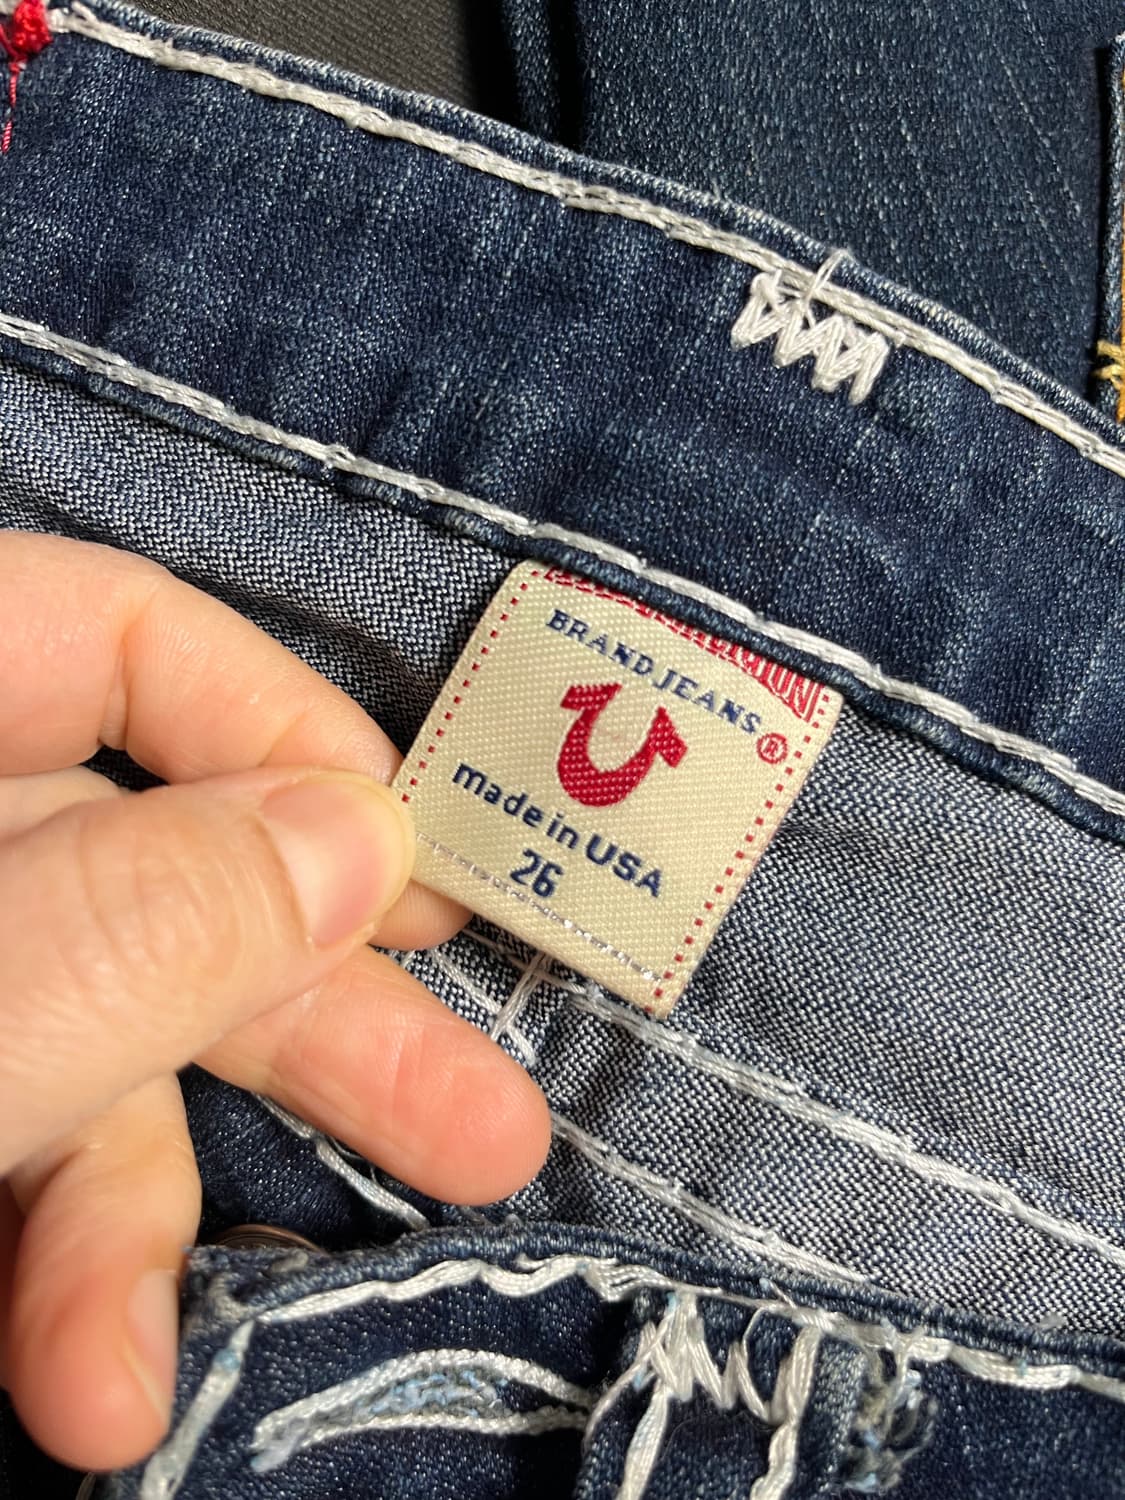 BRAND JEANS
®
made in USA
26